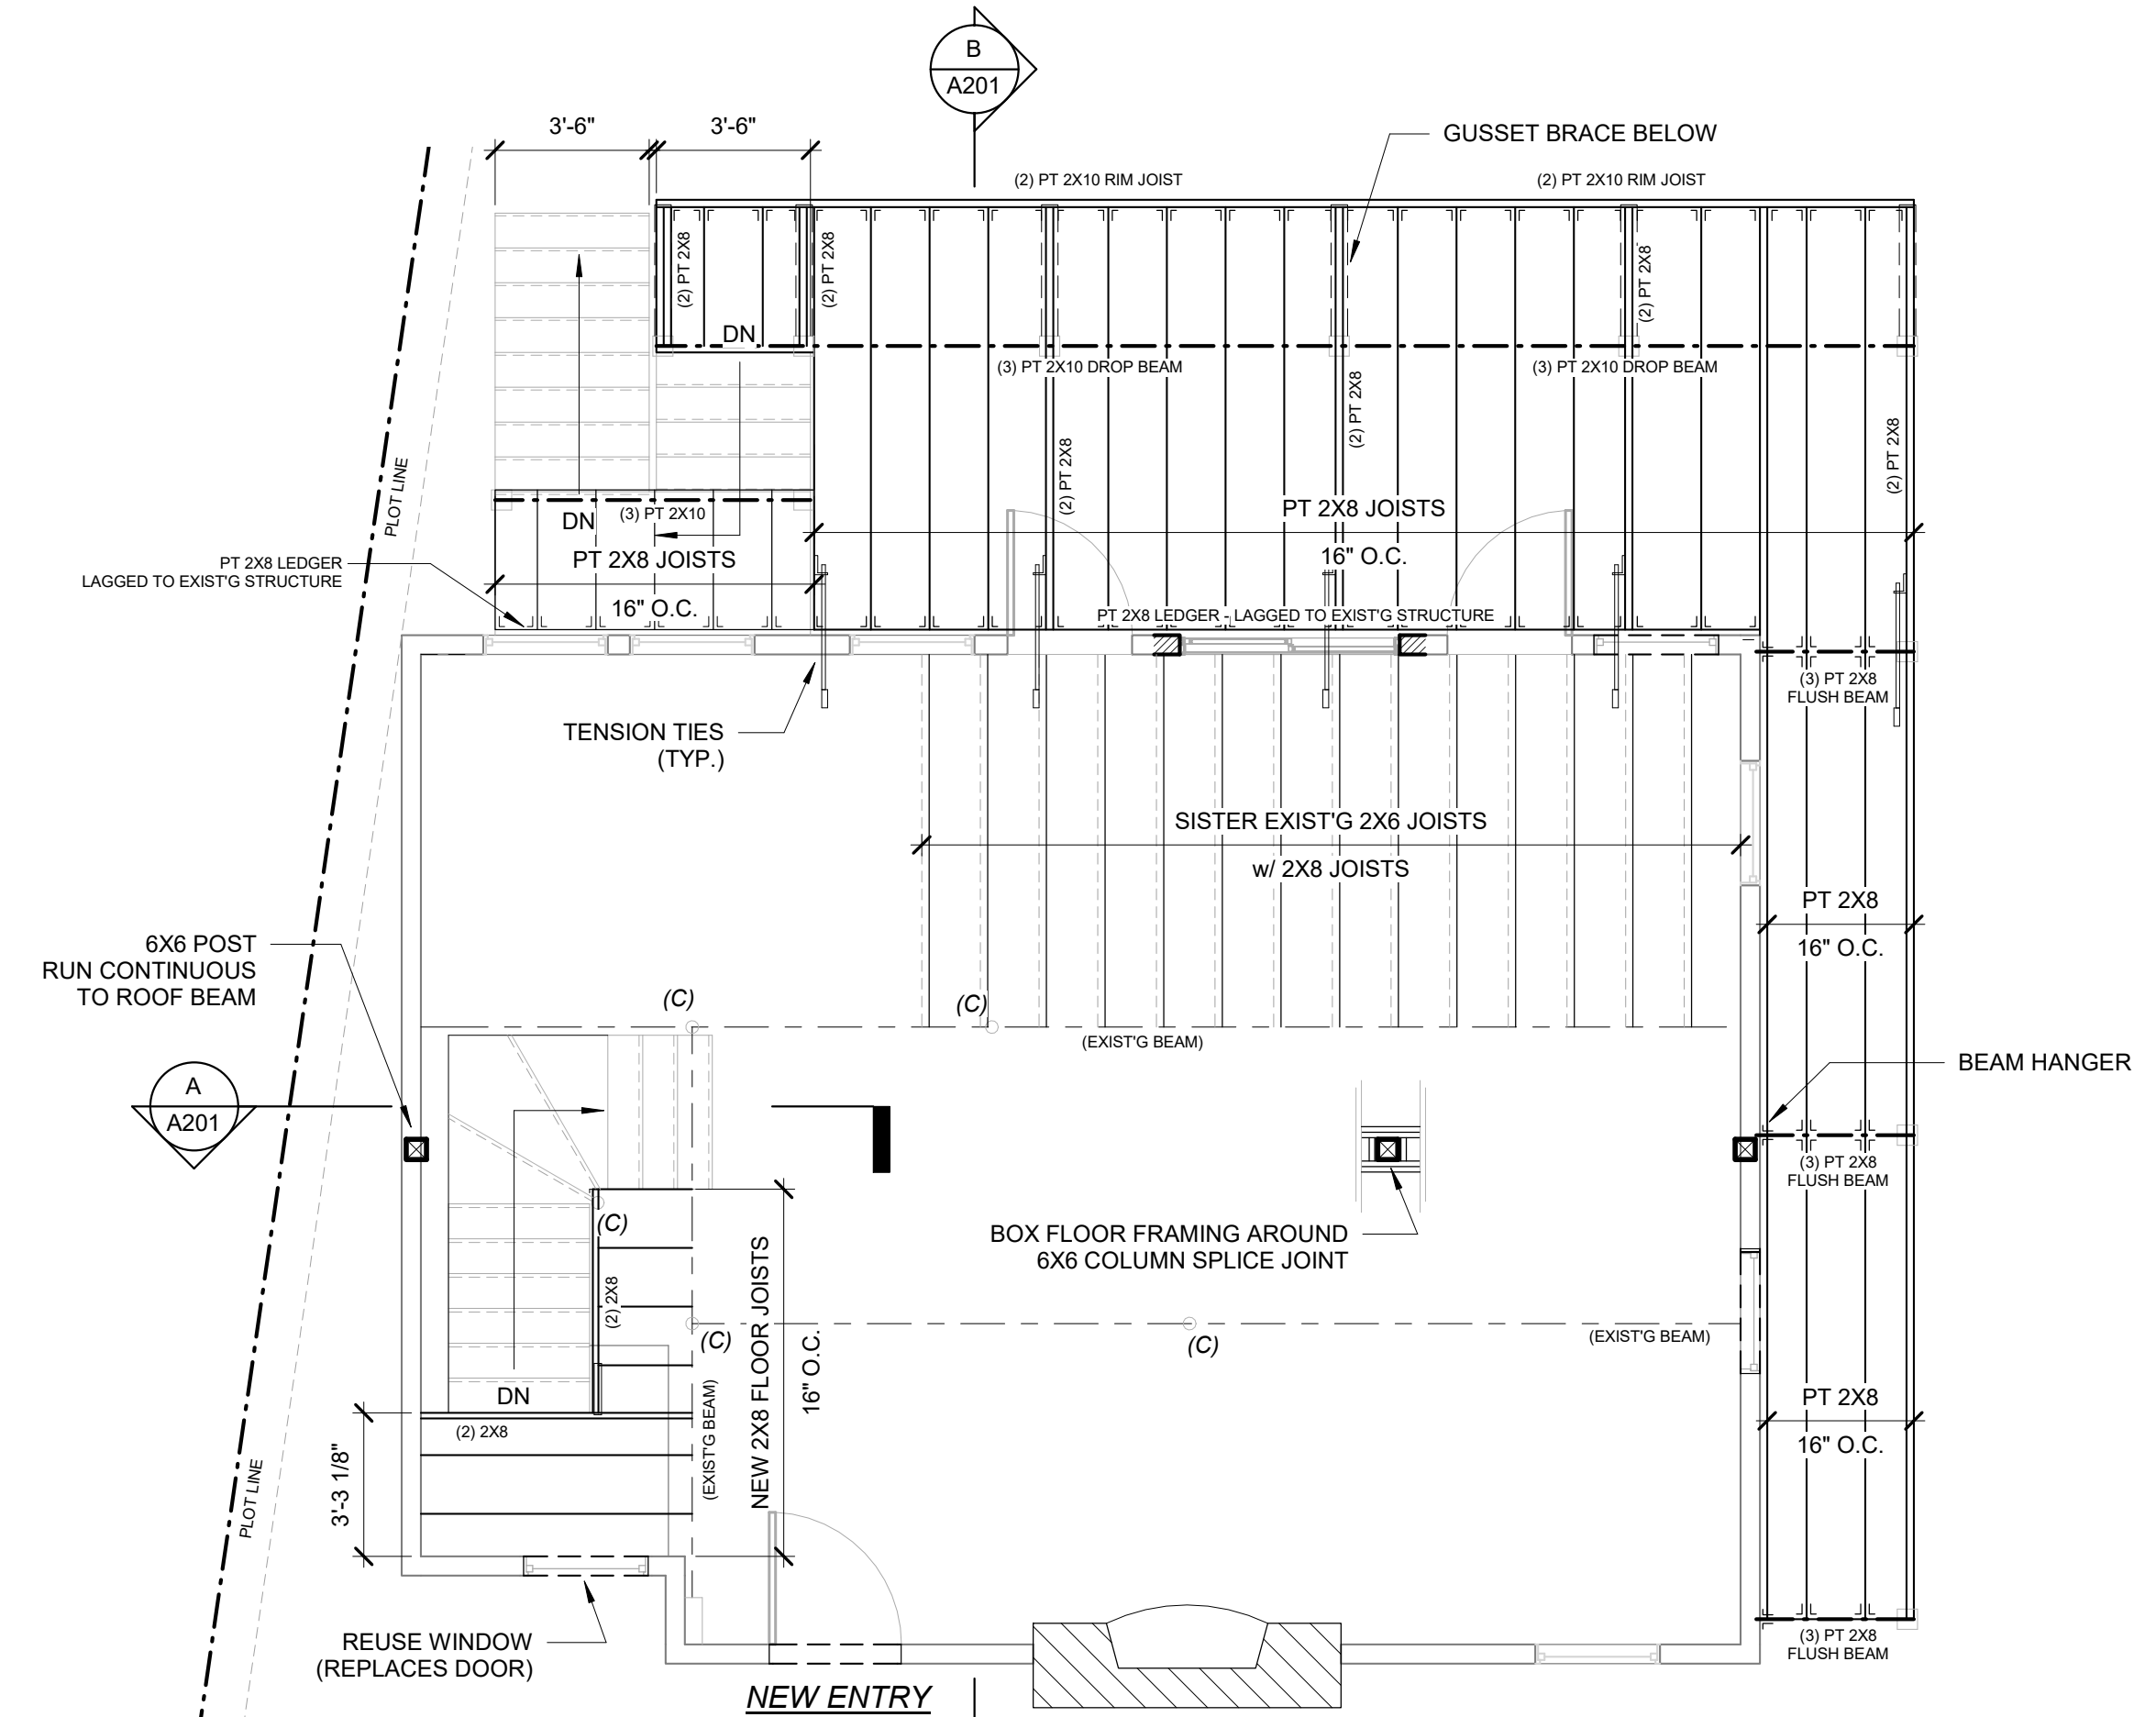 B
A201
3'-6"
3'-6"
GUSSET BRACE BELOW
(2) PT 2X10 RIM JOIST
(2) PT 2X10 RIM JOIST
(2) PT 2X8
(2) PT 2X8
(2) PT 2X8
DN
(3) PT 2X10 DROP BEAM
(3) PT 2X10 DROP BEAM
(2) PT 2X8
(2) PT 2X8
(2) PT 2X8
PLOT LINE
DN
(3) PT 2X10
PT 2X8 JOISTS
16" O.C.
PT 2X8 JOISTS
16" O.C.
PT 2X8 LEDGER
LAGGED TO EXIST'G STRUCTURE
PT 2X8 LEDGER - LAGGED TO EXIST'G STRUCTURE
(3) PT 2X8
FLUSH BEAM
TENSION TIES
(TYP.)
SISTER EXIST'G 2X6 JOISTS
w/ 2X8 JOISTS
PT 2X8
16" O.C.
6X6 POST
RUN CONTINUOUS
TO ROOF BEAM
(C)
(C)
(EXIST'G BEAM)
BEAM HANGER
A
A201
(3) PT 2X8
FLUSH BEAM
(C)
BOX FLOOR FRAMING AROUND
6X6 COLUMN SPLICE JOINT
(2) 2X8
NEW 2X8 FLOOR JOISTS
16" O.C.
(C)
(C)
(EXIST'G BEAM)
(EXIST'G BEAM)
DN
(2) 2X8
PT 2X8
16" O.C.
3'-3 1/8"
PLOT LINE
REUSE WINDOW
(REPLACES DOOR)
(3) PT 2X8
FLUSH BEAM
NEW ENTRY